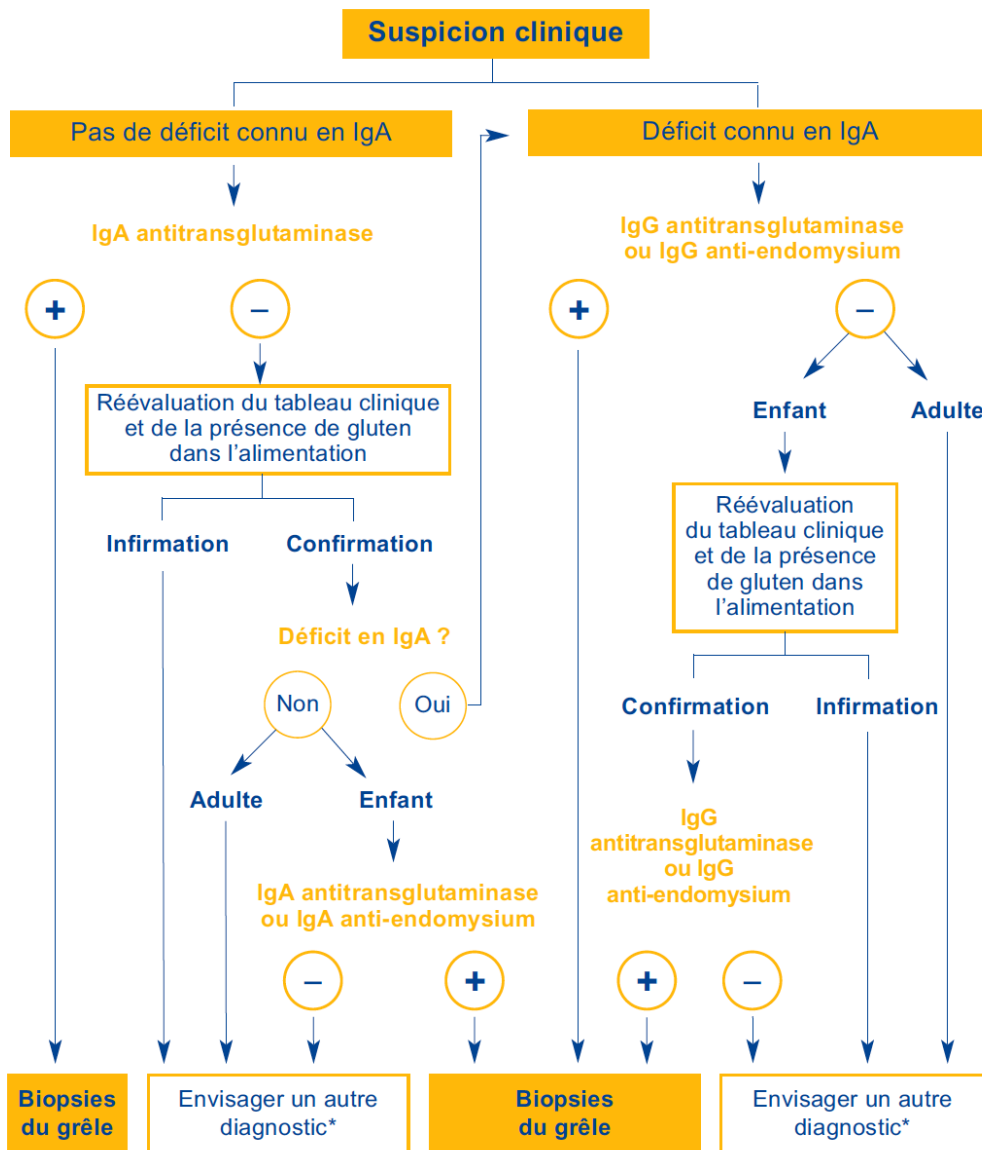 Suspicion clinique
Pas de déficit connu en IgA
Déficit connu en IgA
IgA antitransglutaminase
IgG antitransglutaminase
ou IgG anti-endomysium
+
–
+
–
Réévaluation du tableau clinique
et de la présence de gluten
dans l'alimentation
Enfant
Adulte
Réévaluation
du tableau clinique
et de la présence
de gluten dans
l'alimentation
Infirmation
Confirmation
Déficit en IgA ?
Non
Oui
Confirmation
Infirmation
Adulte
Enfant
IgG
antitransglutaminase
ou IgG
anti-endomysium
IgA antitransglutaminase
ou IgA anti-endomysium
–
+
+
–
Biopsies
du grêle
Envisager un autre
diagnostic*
Biopsies
du grêle
Envisager un autre
diagnostic*